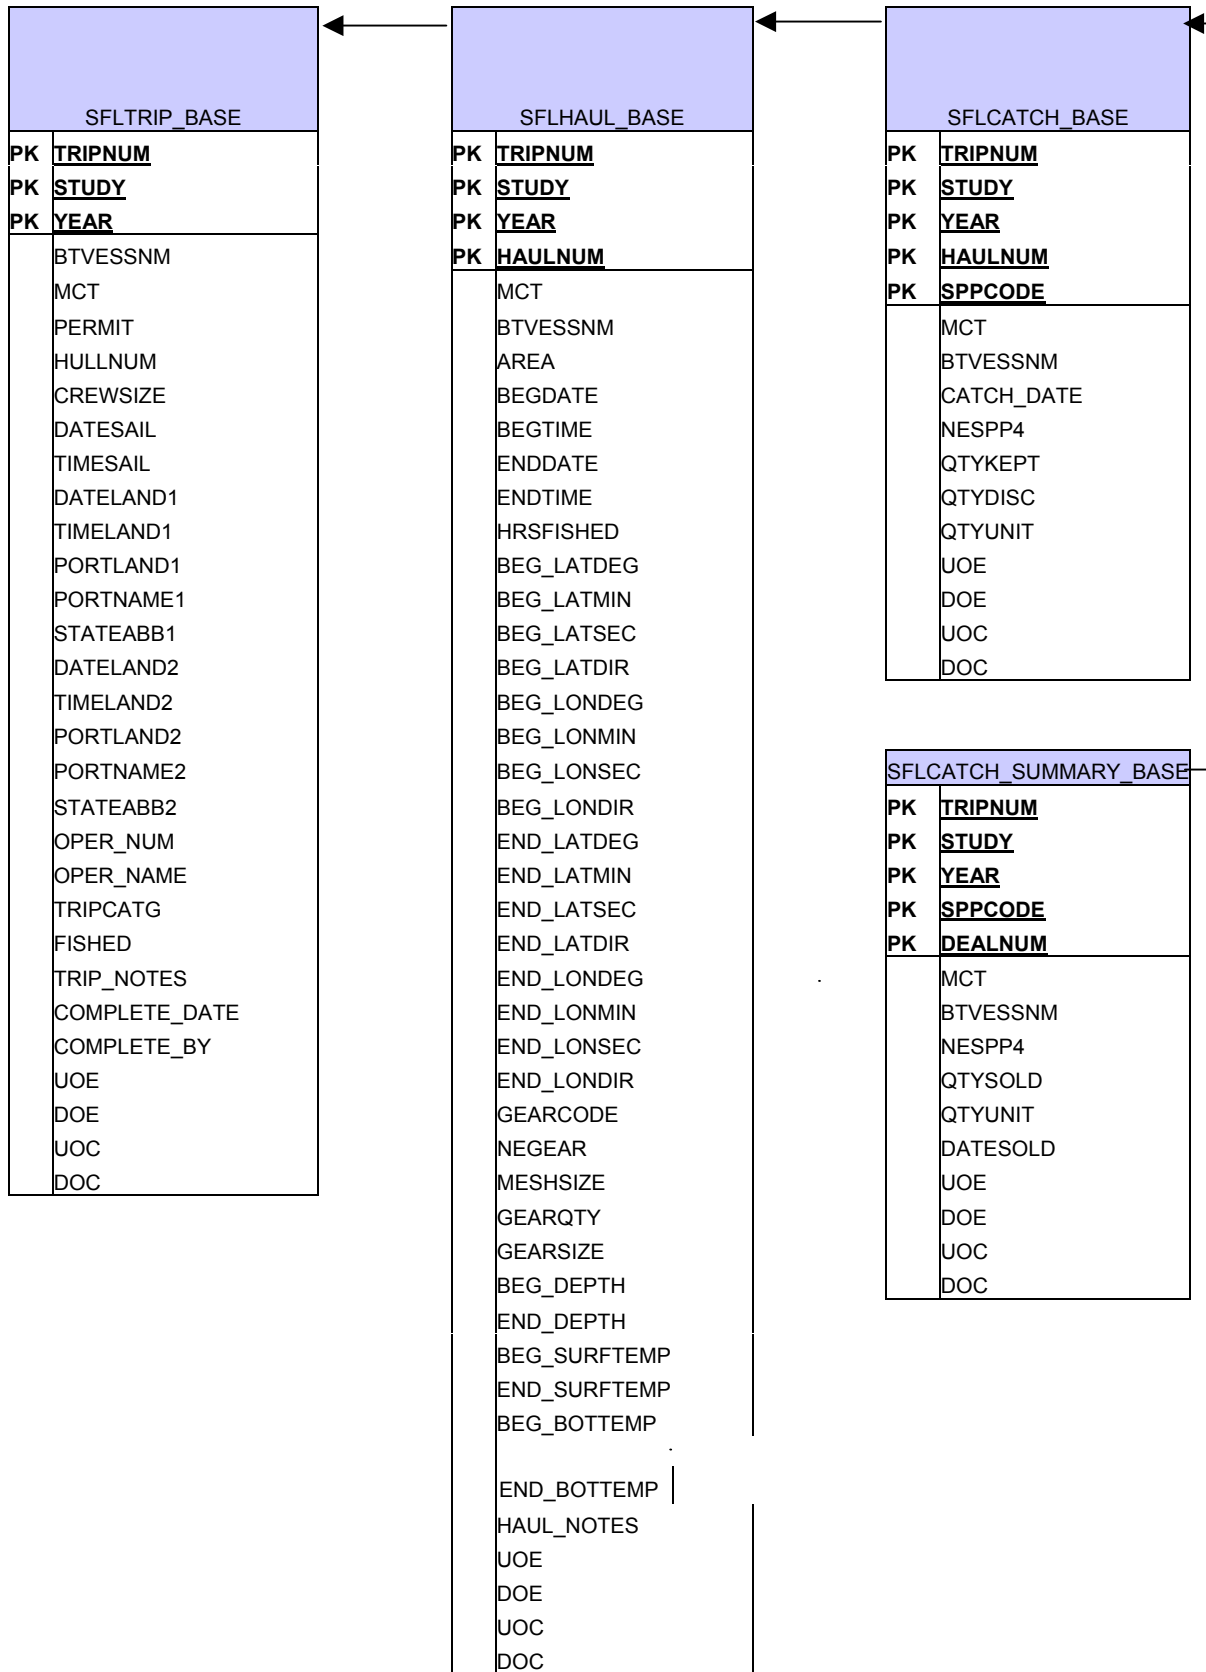 SFLTRIP_BASE
PK TRIPNUM
PK STUDY
PK YEAR
BTVESSNM
MCT
PERMIT
HULLNUM
CREWSIZE
DATESAIL
TIMESAIL
DATELAND1
TIMELAND1
PORTLAND1
PORTNAME1
STATEABB1
DATELAND2
TIMELAND2
PORTLAND2
PORTNAME2
STATEABB2
OPER_NUM
OPER_NAME
TRIPCATG
FISHED
TRIP_NOTES
COMPLETE_DATE
COMPLETE_BY
UOE
DOE
UOC
DOC
SFLHAUL_BASE
PK TRIPNUM
PK STUDY
PK YEAR
PK HAULNUM
MCT
BTVESSNM
AREA
BEGDATE
BEGTIME
ENDDATE
ENDTIME
HRSFISHED
BEG_LATDEG
BEG_LATMIN
BEG_LATSEC
BEG_LATDIR
BEG_LONDEG
BEG_LONMIN
BEG_LONSEC
BEG_LONDIR
END_LATDEG
END_LATMIN
END_LATSEC
END_LATDIR
END_LONDEG
END_LONMIN
END_LONSEC
END_LONDIR
GEARCODE
NEGEAR
MESHSIZE
GEARQTY
GEARSIZE
BEG_DEPTH
END_DEPTH
BEG_SURFTEMP
END_SURFTEMP
BEG_BOTTEMP
END_BOTTEMP
HAUL_NOTES
UOE
DOE
UOC
DOC
SFLCATCH_BASE
PK TRIPNUM
PK STUDY
PK YEAR
PK HAULNUM
PK SPPCODE
MCT
BTVESSNM
CATCH_DATE
NESPP4
QTYKEPT
QTYDISC
QTYUNIT
UOE
DOE
UOC
DOC
SFLCATCH_SUMMARY_BASE
PK TRIPNUM
PK STUDY
PK YEAR
PK SPPCODE
PK DEALNUM
MCT
BTVESSNM
NESPP4
QTYSOLD
QTYUNIT
DATESOLD
UOE
DOE
UOC
DOC